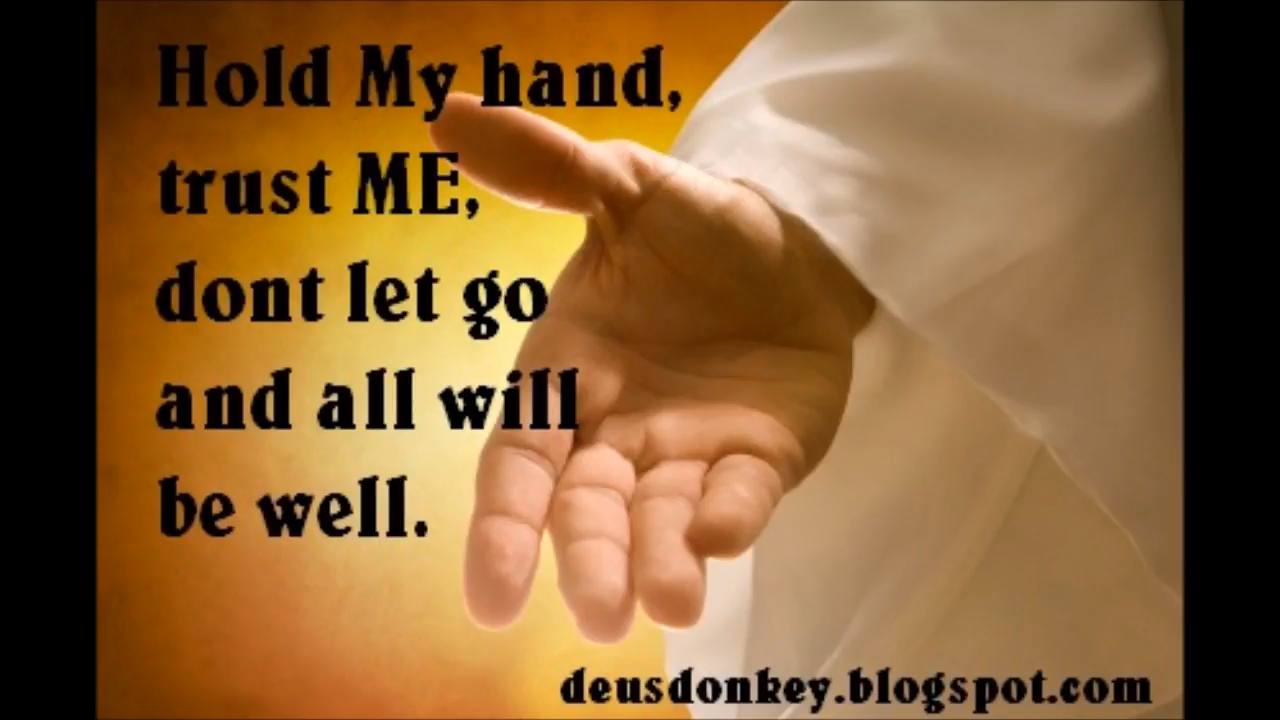 Hold My hand,
trust ME,
dont let go
and all will
be well.
deusdonkey.blogspot.com